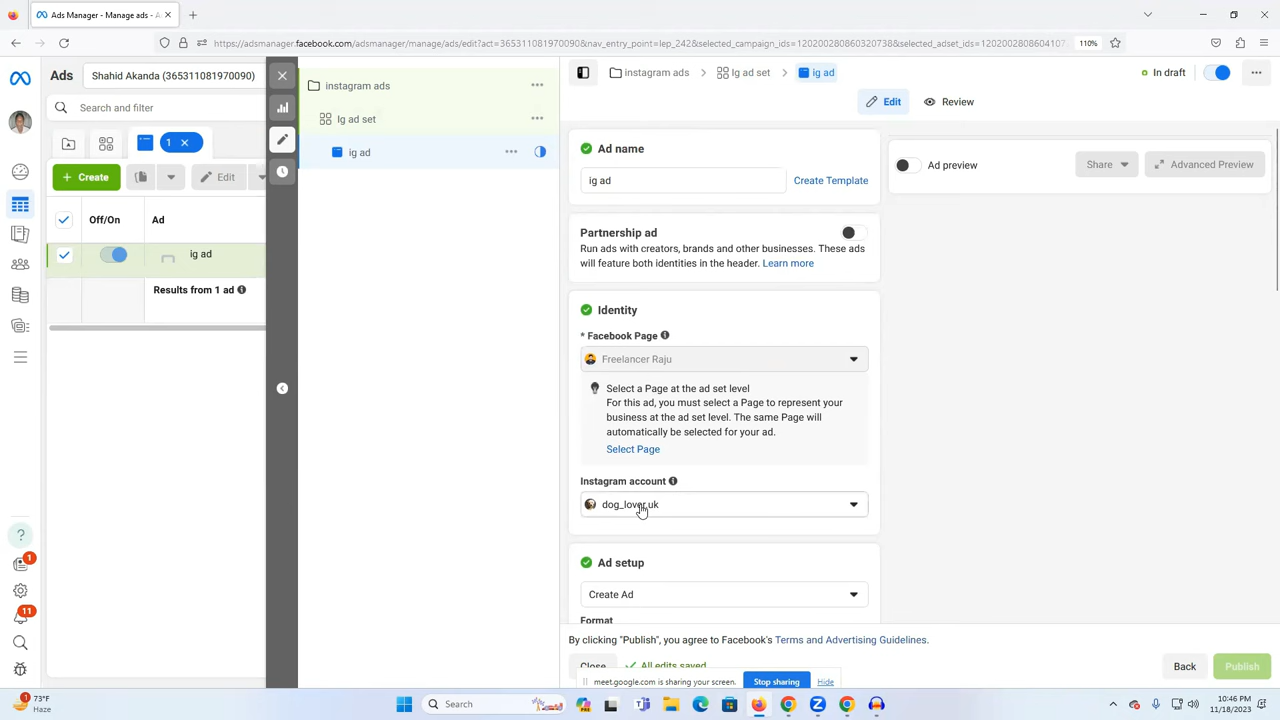 Ads Manager - Manage ads - A
https://adsmanager.facebook.com/adsmanager/manage/ads/edit?act=365311081970090&nav_entry_point=lep_242&selected_campaign_ids=120200280860320738&selected_adset_ids=1202002808604107
110%
Ads
Shahid Akanda (365311081970090)
Search and filter
1
Create
Edit
Off/On
Ad
ig ad
Results from 1 ad
instagram ads
Ig ad set
ig ad
instagram ads
Ig ad set
ig ad
In draft
Edit
Review
Ad name
ig ad
Create Template
Ad preview
Share
Advanced Preview
Partnership ad
Run ads with creators, brands and other businesses. These ads
will feature both identities in the header. Learn more
Identity
* Facebook Page
Freelancer Raju
Select a Page at the ad set level
For this ad, you must select a Page to represent your
business at the ad set level. The same Page will
automatically be selected for your ad.
Select Page
Instagram account
dog_lover.uk
Ad setup
Create Ad
Format
By clicking "Publish", you agree to Facebook's Terms and Advertising Guidelines.
Close
All edits saved
Back
Publish
meet.google.com is sharing your screen.
Stop sharing
Hide
?
1
11
1
73°F
Haze
Search
10:46 PM
11/18/2023